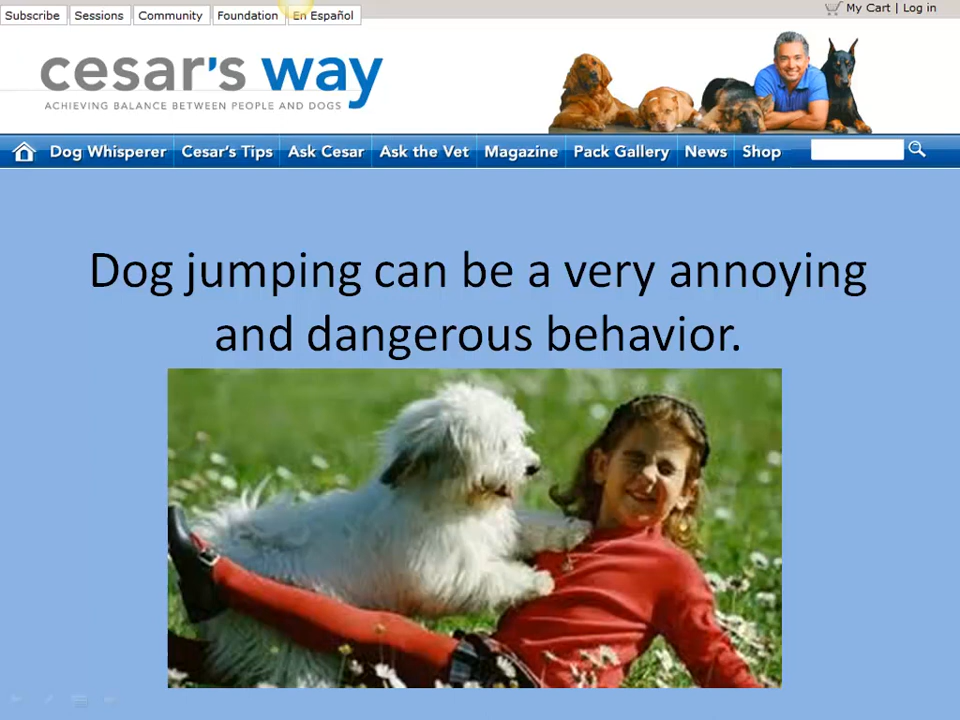 Subscribe Sessions Community Foundation En Español
My Cart | Log in
cesar's way
ACHIEVING BALANCE BETWEEN PEOPLE AND DOGS
Dog Whisperer Cesar's Tips Ask Cesar Ask the Vet Magazine Pack Gallery News Shop
Dog jumping can be a very annoying
and dangerous behavior.